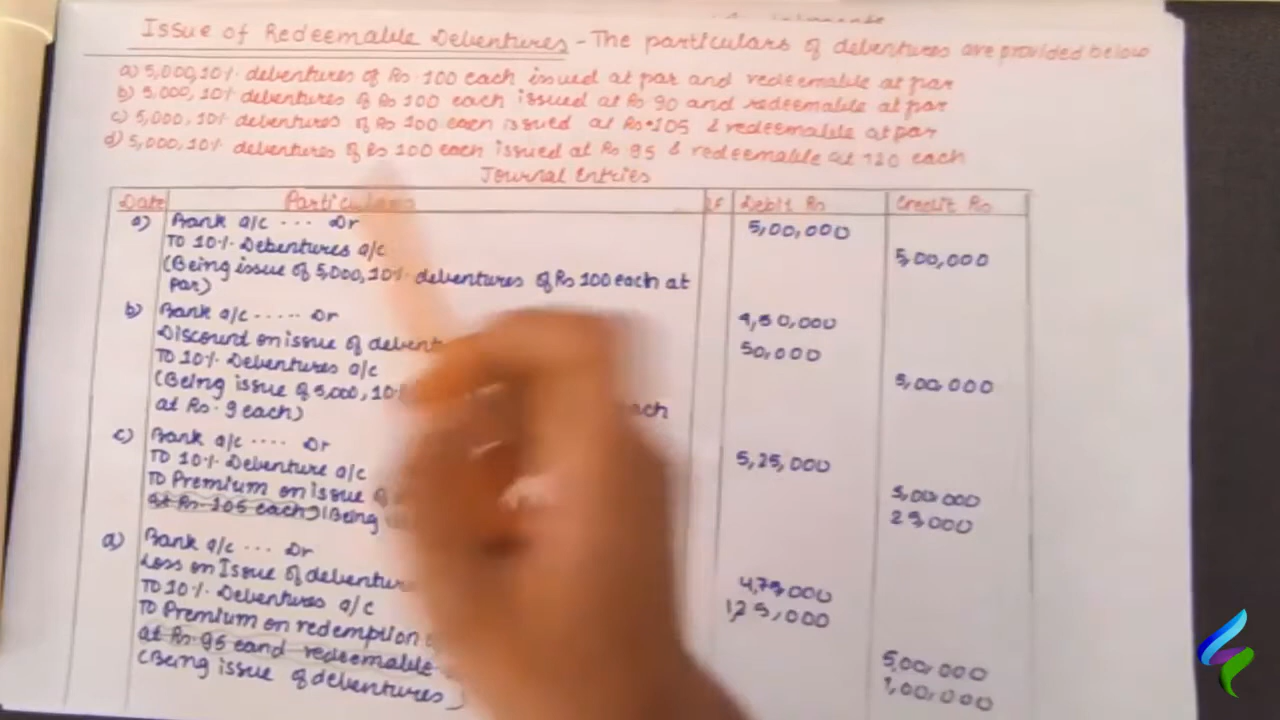 Issue of Redeemable Debentures - The particulars of debentures are provided below
a) 5,000, 10% debentures of Rs 100 each issued at par and redeemable at par
b) 5,000, 10% debentures of Rs 100 each issued at Rs 90 and redeemable at par
c) 5,000, 10% debentures of Rs 100 each issued at Rs 105 & redeemable at par
d) 5,000, 10% debentures of Rs 100 each issued at Rs 95 & redeemable at 120 each
Journal Entries
Date Particulars LF Debit Rs Credit Rs
a) Bank a/c ... Dr 5,00,000
To 10% Debentures a/c 5,00,000
(Being issue of 5,000, 10% debentures of Rs 100 each at
par)
b) Bank a/c ..... Dr 4,50,000
Discound on issue of debent 50,000
To 10% Debentures a/c 5,00,000
(Being issue of 5,000, 10% each
at Rs. 9 each)
c) Bank a/c .... Dr 5,25,000
To 10% Debenture a/c 5,00,000
To Premium on issue 25,000
at Rs 105 each) (Being
d) Bank a/c ... Dr 4,75,000
Loss on Issue of debenture 1,25,000
To 10% Debentures a/c 5,00,000
To Premium on redemption 1,00,000
at Rs 95 eand redeemable
(Being issue of debentures)